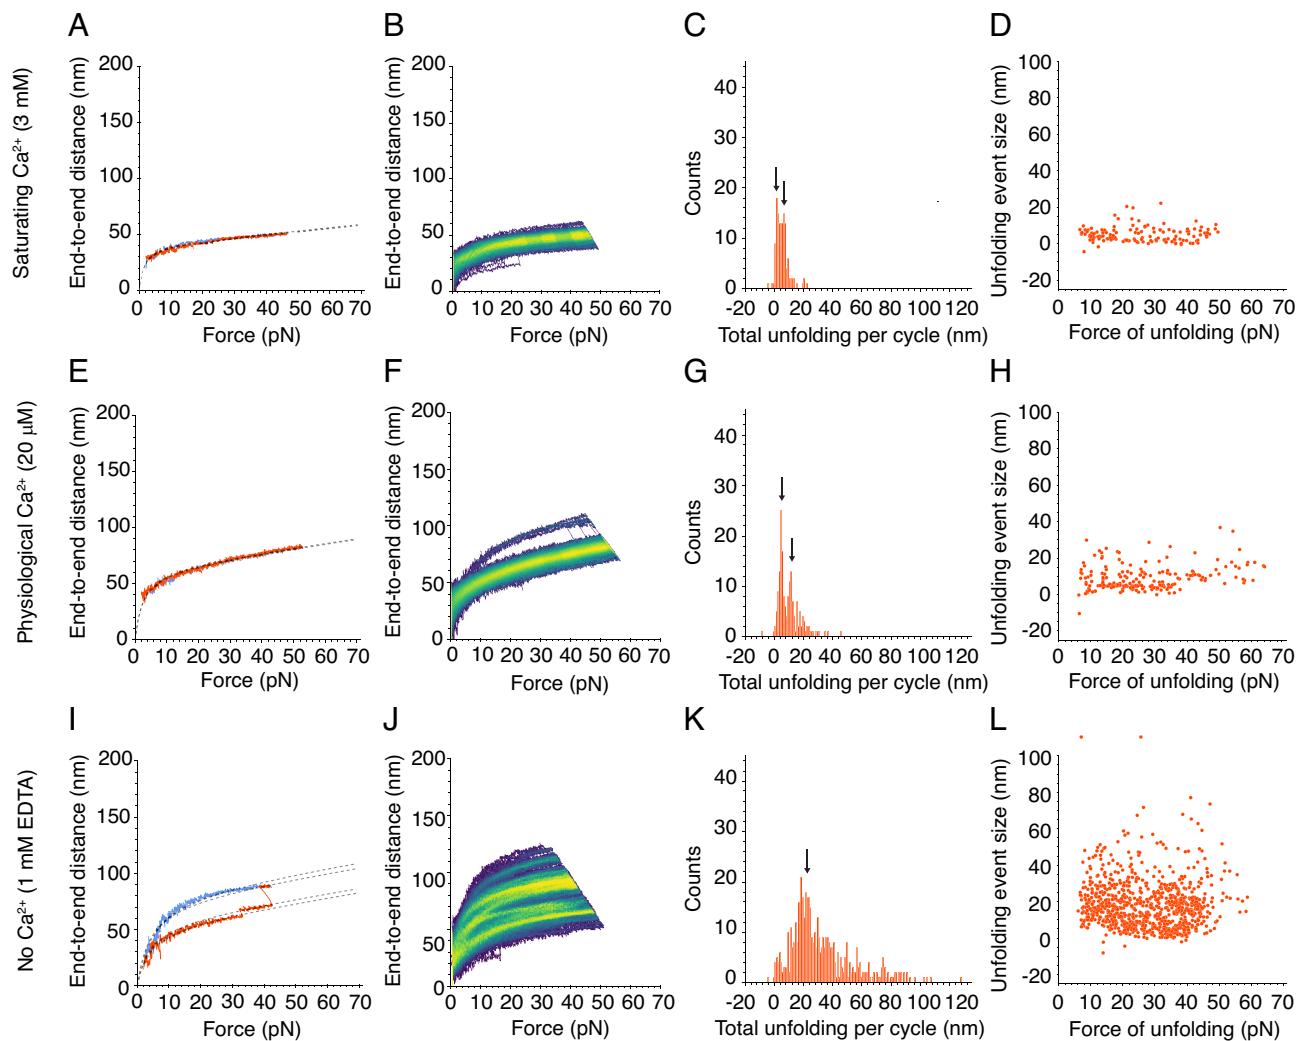 A
B
C
D
Saturating Ca²⁺ (3 mM)
End-to-end distance (nm)
200
150
100
50
0
0 10 20 30 40 50 60 70
Force (pN)
End-to-end distance (nm)
200
150
100
50
0
0 10 20 30 40 50 60 70
Force (pN)
Counts
40
30
20
10
0
-20 0 20 40 60 80 100 120
Total unfolding per cycle (nm)
Unfolding event size (nm)
100
80
60
40
20
0
-20
0 10 20 30 40 50 60 70
Force of unfolding (pN)
E
F
G
H
Physiological Ca²⁺ (20 μM)
End-to-end distance (nm)
200
150
100
50
0
0 10 20 30 40 50 60 70
Force (pN)
End-to-end distance (nm)
200
150
100
50
0
0 10 20 30 40 50 60 70
Force (pN)
Counts
40
30
20
10
0
-20 0 20 40 60 80 100 120
Total unfolding per cycle (nm)
Unfolding event size (nm)
100
80
60
40
20
0
-20
0 10 20 30 40 50 60 70
Force of unfolding (pN)
I
J
K
L
No Ca²⁺ (1 mM EDTA)
End-to-end distance (nm)
200
150
100
50
0
0 10 20 30 40 50 60 70
Force (pN)
End-to-end distance (nm)
200
150
100
50
0
0 10 20 30 40 50 60 70
Force (pN)
Counts
40
30
20
10
0
-20 0 20 40 60 80 100 120
Total unfolding per cycle (nm)
Unfolding event size (nm)
100
80
60
40
20
0
-20
0 10 20 30 40 50 60 70
Force of unfolding (pN)